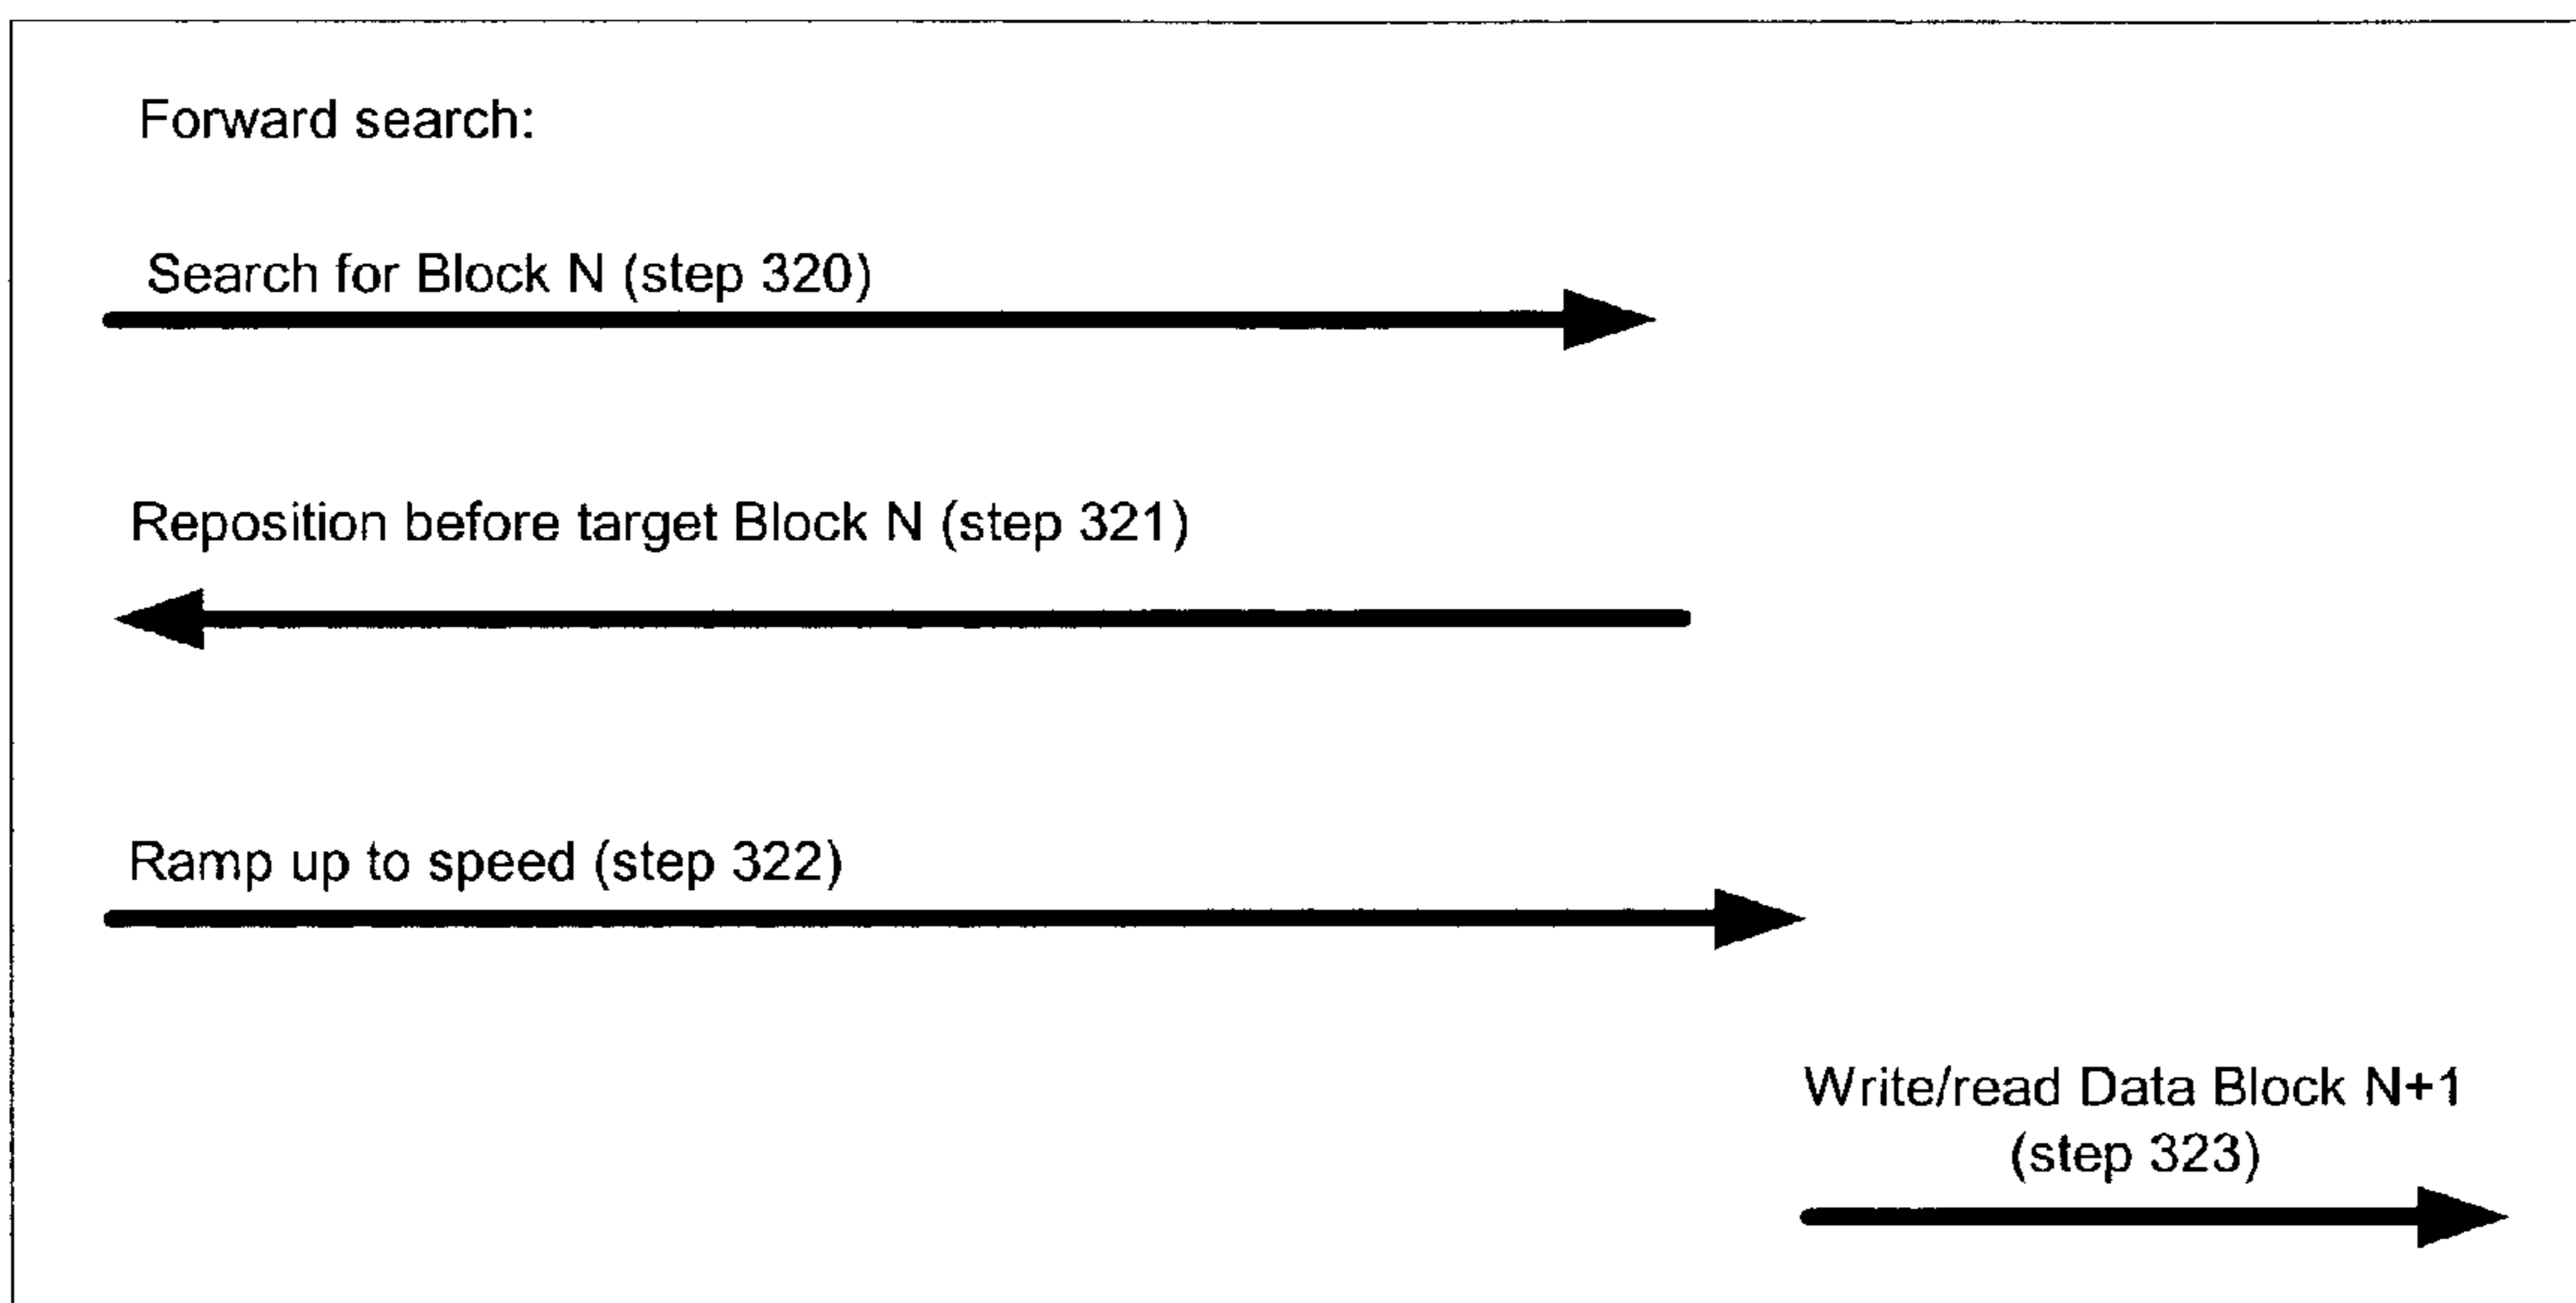 Forward search:
Search for Block N (step 320)
Reposition before target Block N (step 321)
Ramp up to speed (step 322)
Write/read Data Block N+1
(step 323)